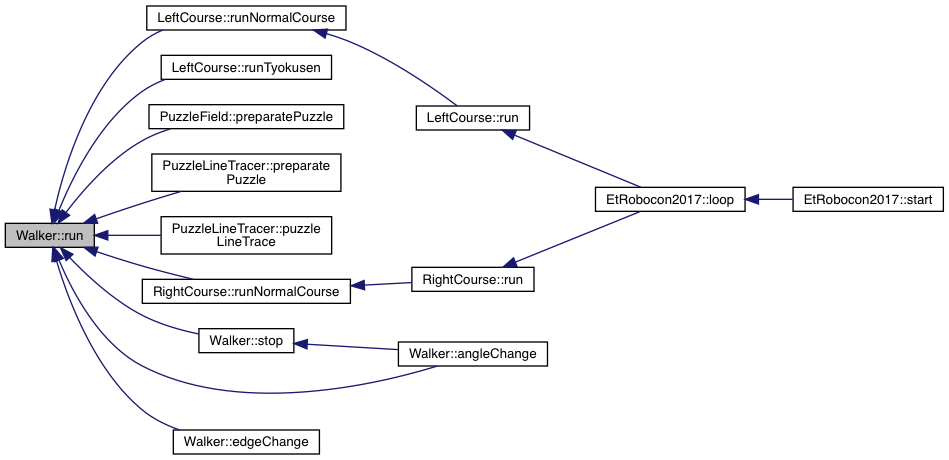 LeftCourse::runNormalCourse
LeftCourse::runTyokusen
PuzzleField::preparatePuzzle
LeftCourse::run
PuzzleLineTracer::preparate
Puzzle
EtRobocon2017::loop
EtRobocon2017::start
Walker::run
PuzzleLineTracer::puzzle
LineTrace
RightCourse::run
RightCourse::runNormalCourse
Walker::stop
Walker::angleChange
Walker::edgeChange